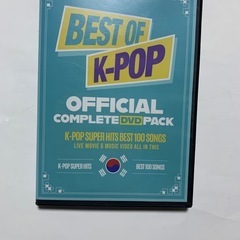 BEST OF
K-POP
OFFICIAL
COMPLETE DVD PACK
K-POP SUPER HITS BEST 100 SONGS
LIVE MOVIE & MUSIC VIDEO ALL IN THIS
K-POP SUPER HITS
BEST 100 SONGS